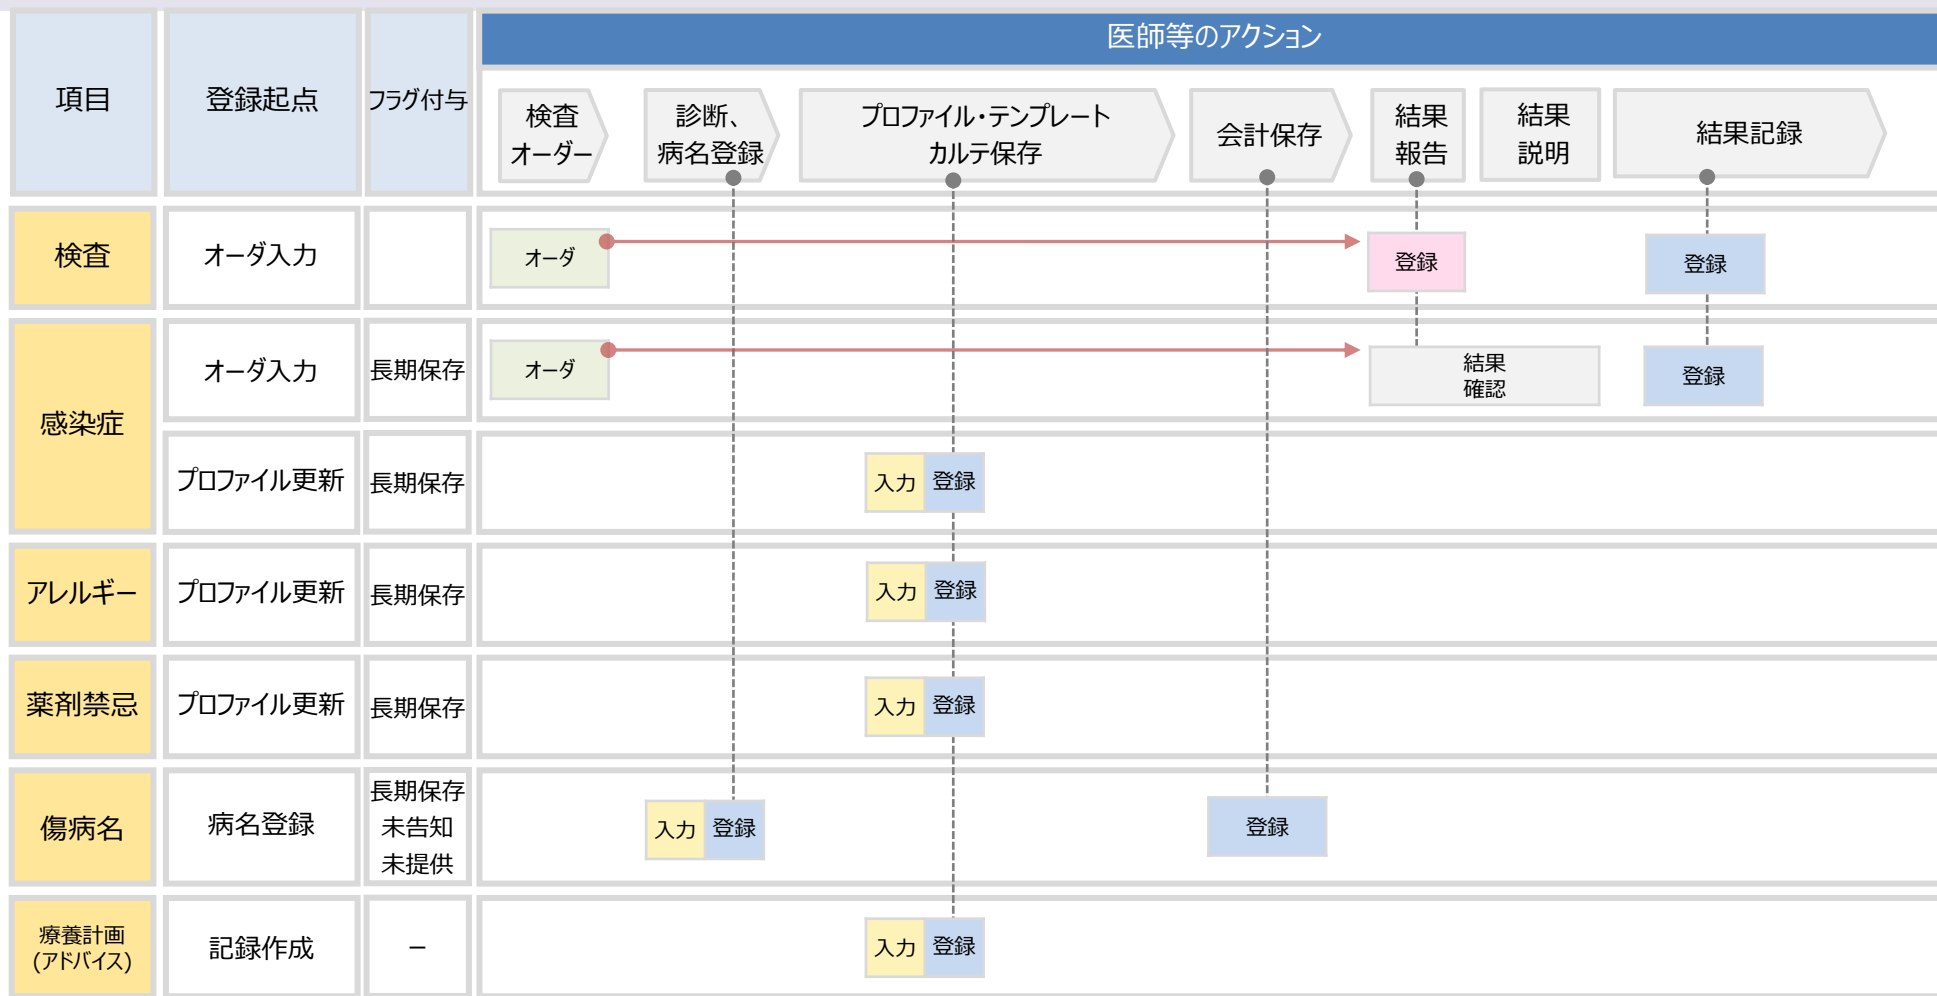 項目
登録起点
フラグ付与
医師等のアクション
検査
オーダー
診断、
病名登録
プロファイル・テンプレート
カルテ保存
会計保存
結果
報告
結果
説明
結果記録
検査
オーダ入力
オーダ
登録
登録
感染症
オーダ入力
長期保存
オーダ
結果
確認
登録
プロファイル更新
長期保存
入力
登録
アレルギー
プロファイル更新
長期保存
入力
登録
薬剤禁忌
プロファイル更新
長期保存
入力
登録
傷病名
病名登録
長期保存
未告知
未提供
入力
登録
登録
療養計画
(アドバイス)
記録作成
－
入力
登録